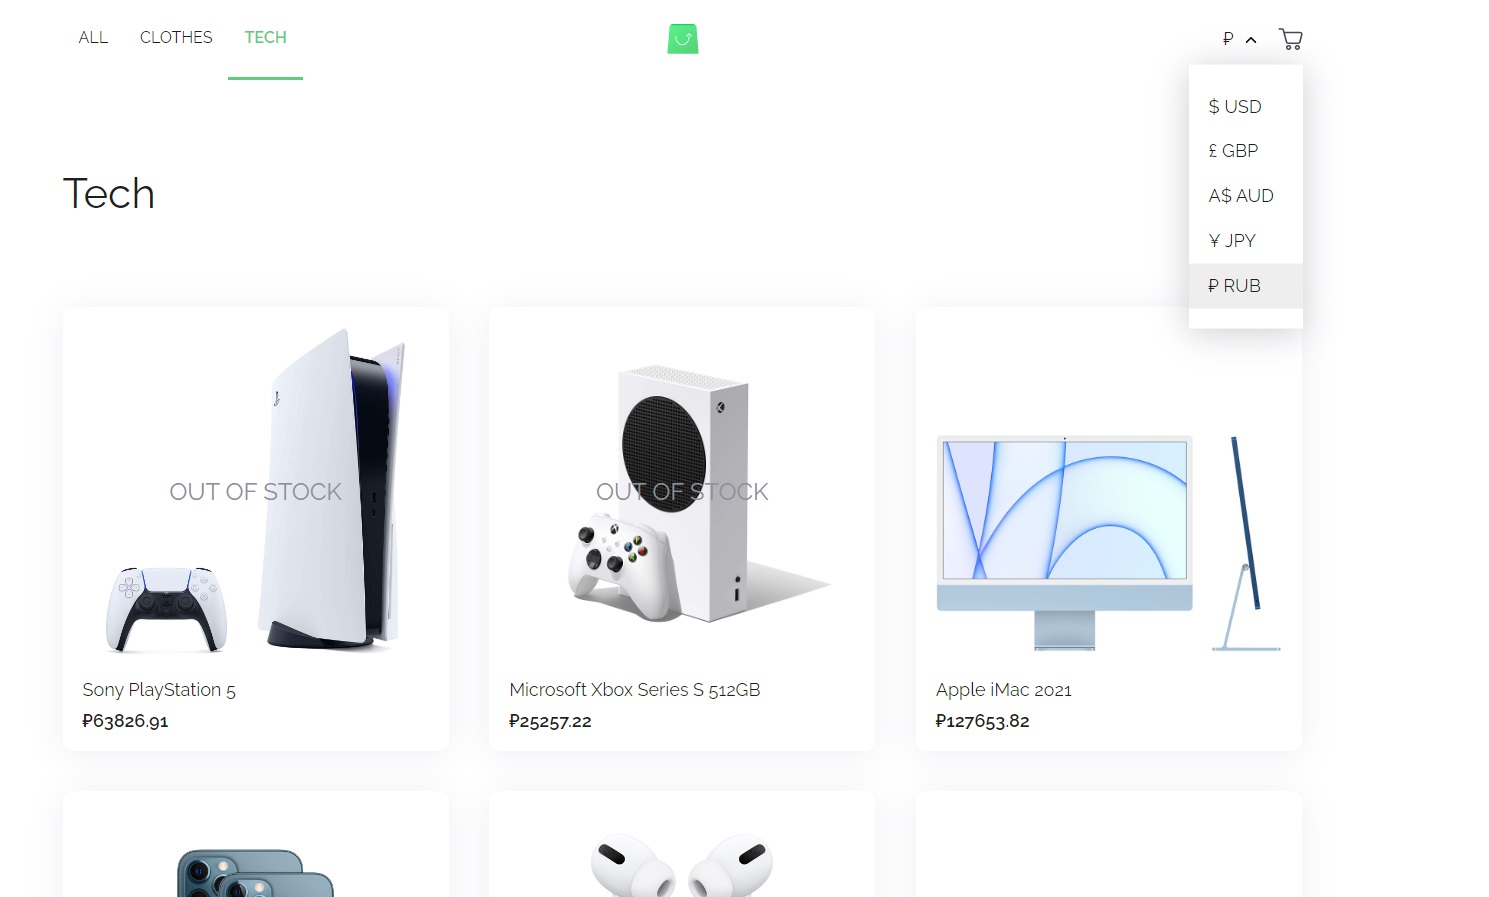 ALL CLOTHES TECH ₽
$ USD
£ GBP
A$ AUD
¥ JPY
₽ RUB
Tech
OUT OF STOCK
OUT OF STOCK
Sony PlayStation 5
₽63826.91
Microsoft Xbox Series S 512GB
₽25257.22
Apple iMac 2021
₽127653.82